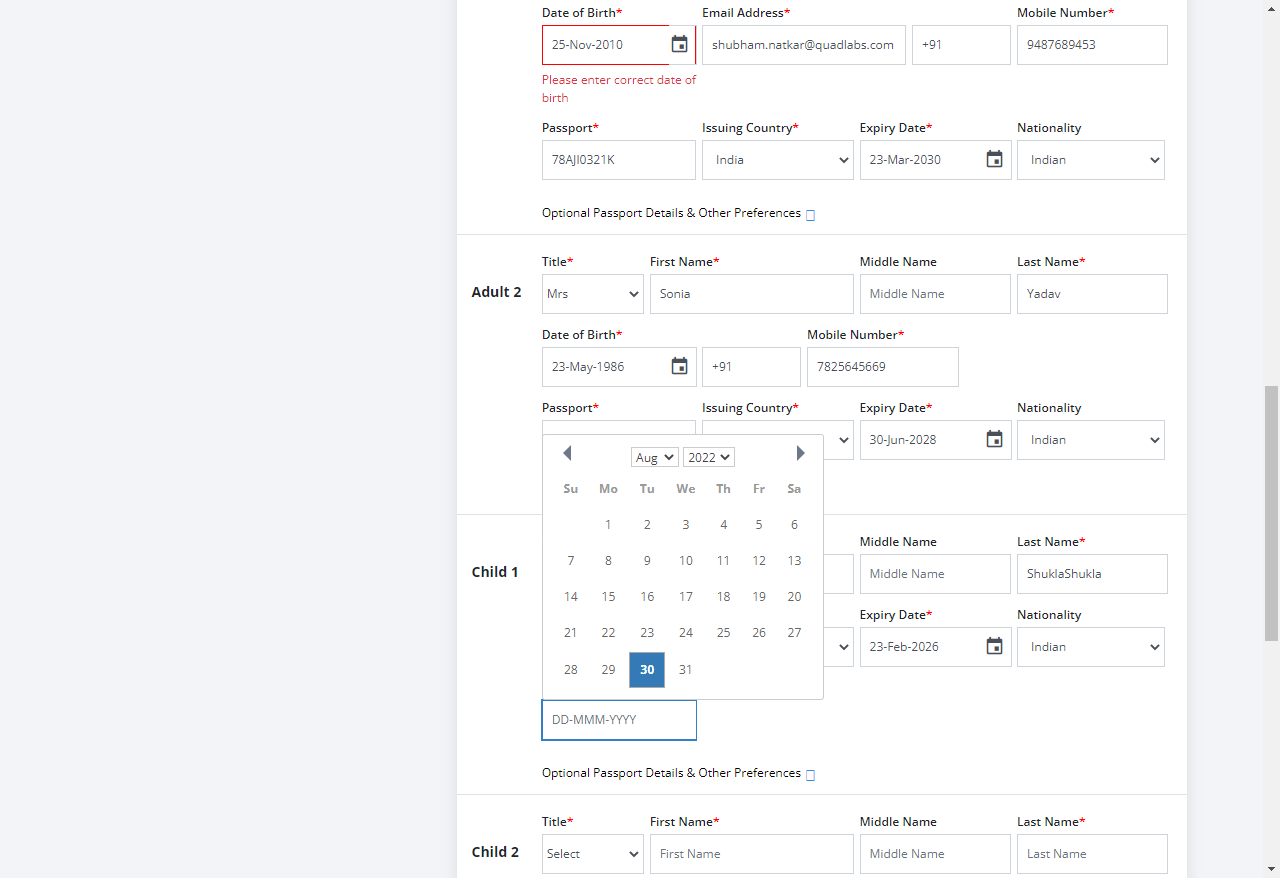 Date of Birth* Email Address* Mobile Number*
25-Nov-2010 shubham.natkar@quadlabs.com +91 9487689453
Please enter correct date of
birth
Passport* Issuing Country* Expiry Date* Nationality
78AJI0321K India 23-Mar-2030 Indian
Optional Passport Details & Other Preferences
Title* First Name* Middle Name Last Name*
Adult 2 Mrs Sonia Middle Name Yadav
Date of Birth* Mobile Number*
23-May-1986 +91 7825645669
Passport* Issuing Country* Expiry Date* Nationality
30-Jun-2028 Indian
Aug 2022
Su Mo Tu We Th Fr Sa
1 2 3 4 5 6
Middle Name Last Name*
7 8 9 10 11 12 13
Child 1 Middle Name ShuklaShukla
14 15 16 17 18 19 20
Expiry Date* Nationality
21 22 23 24 25 26 27
23-Feb-2026 Indian
28 29 30 31
DD-MMM-YYYY
Optional Passport Details & Other Preferences
Title* First Name* Middle Name Last Name*
Child 2 Select First Name Middle Name Last Name